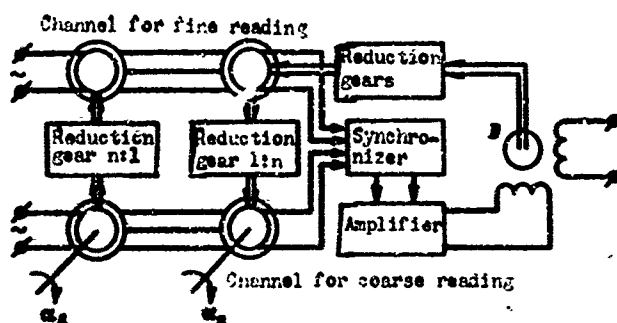 Channel for fine reading
Reduction
gears
Reduction
gear n:1
Reduction
gear 1:n
Synchro-
nizer
Amplifier
Channel for coarse reading